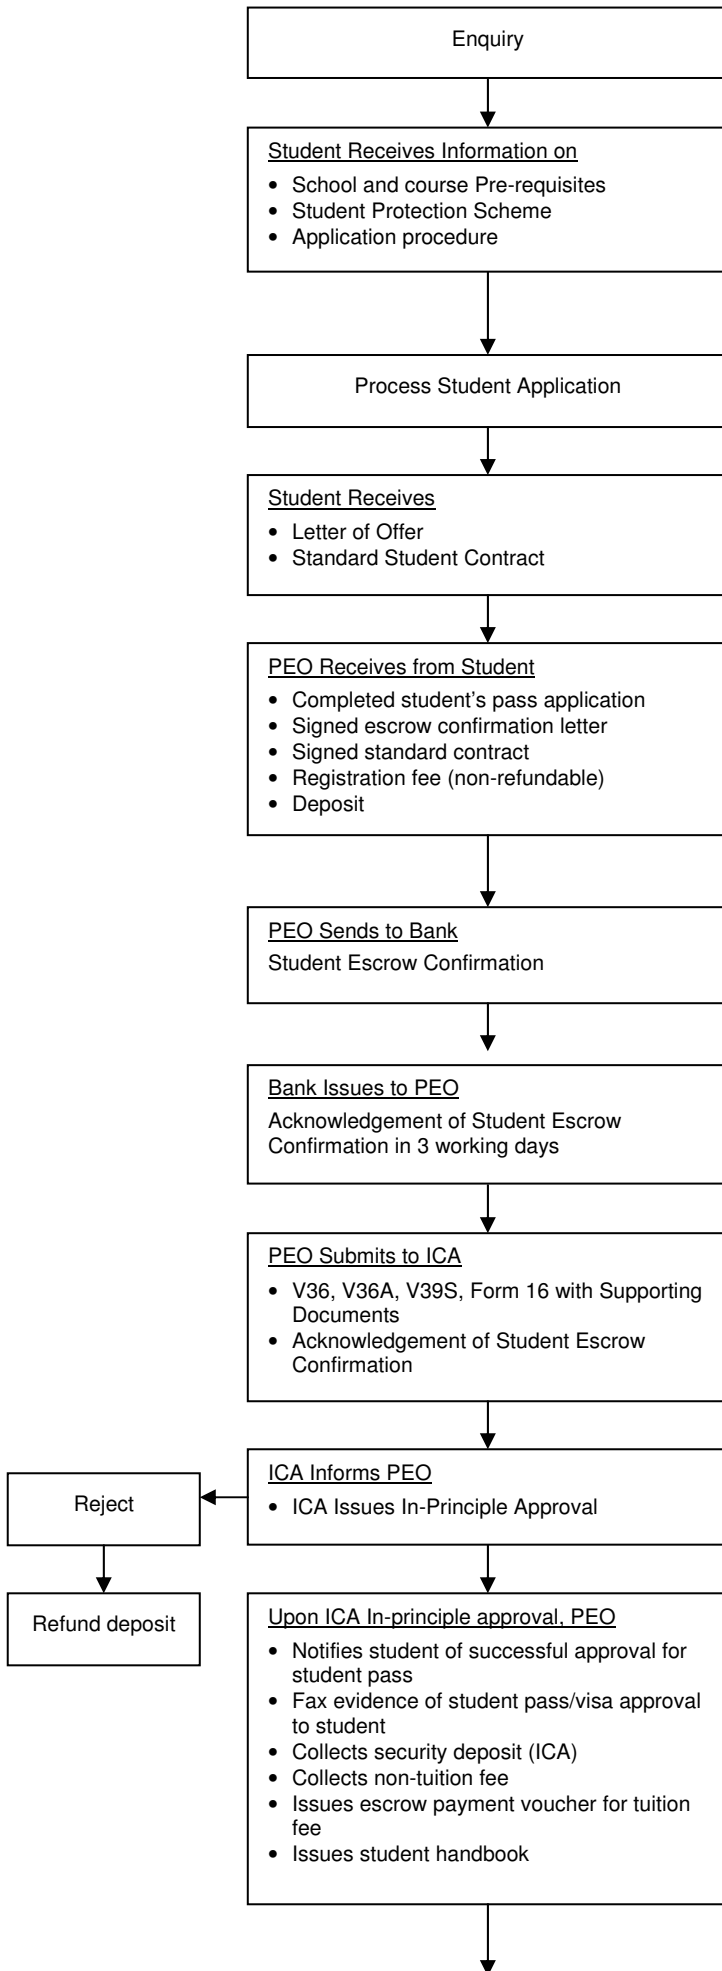 Enquiry
Student Receives Information on
• School and course Pre-requisites
• Student Protection Scheme
• Application procedure
Process Student Application
Student Receives
• Letter of Offer
• Standard Student Contract
PEO Receives from Student
• Completed student's pass application
• Signed escrow confirmation letter
• Signed standard contract
• Registration fee (non-refundable)
• Deposit
PEO Sends to Bank
Student Escrow Confirmation
Bank Issues to PEO
Acknowledgement of Student Escrow
Confirmation in 3 working days
PEO Submits to ICA
• V36, V36A, V39S, Form 16 with Supporting
Documents
• Acknowledgement of Student Escrow
Confirmation
ICA Informs PEO
• ICA Issues In-Principle Approval
Reject
Refund deposit
Upon ICA In-principle approval, PEO
• Notifies student of successful approval for
student pass
• Fax evidence of student pass/visa approval
to student
• Collects security deposit (ICA)
• Collects non-tuition fee
• Issues escrow payment voucher for tuition
fee
• Issues student handbook